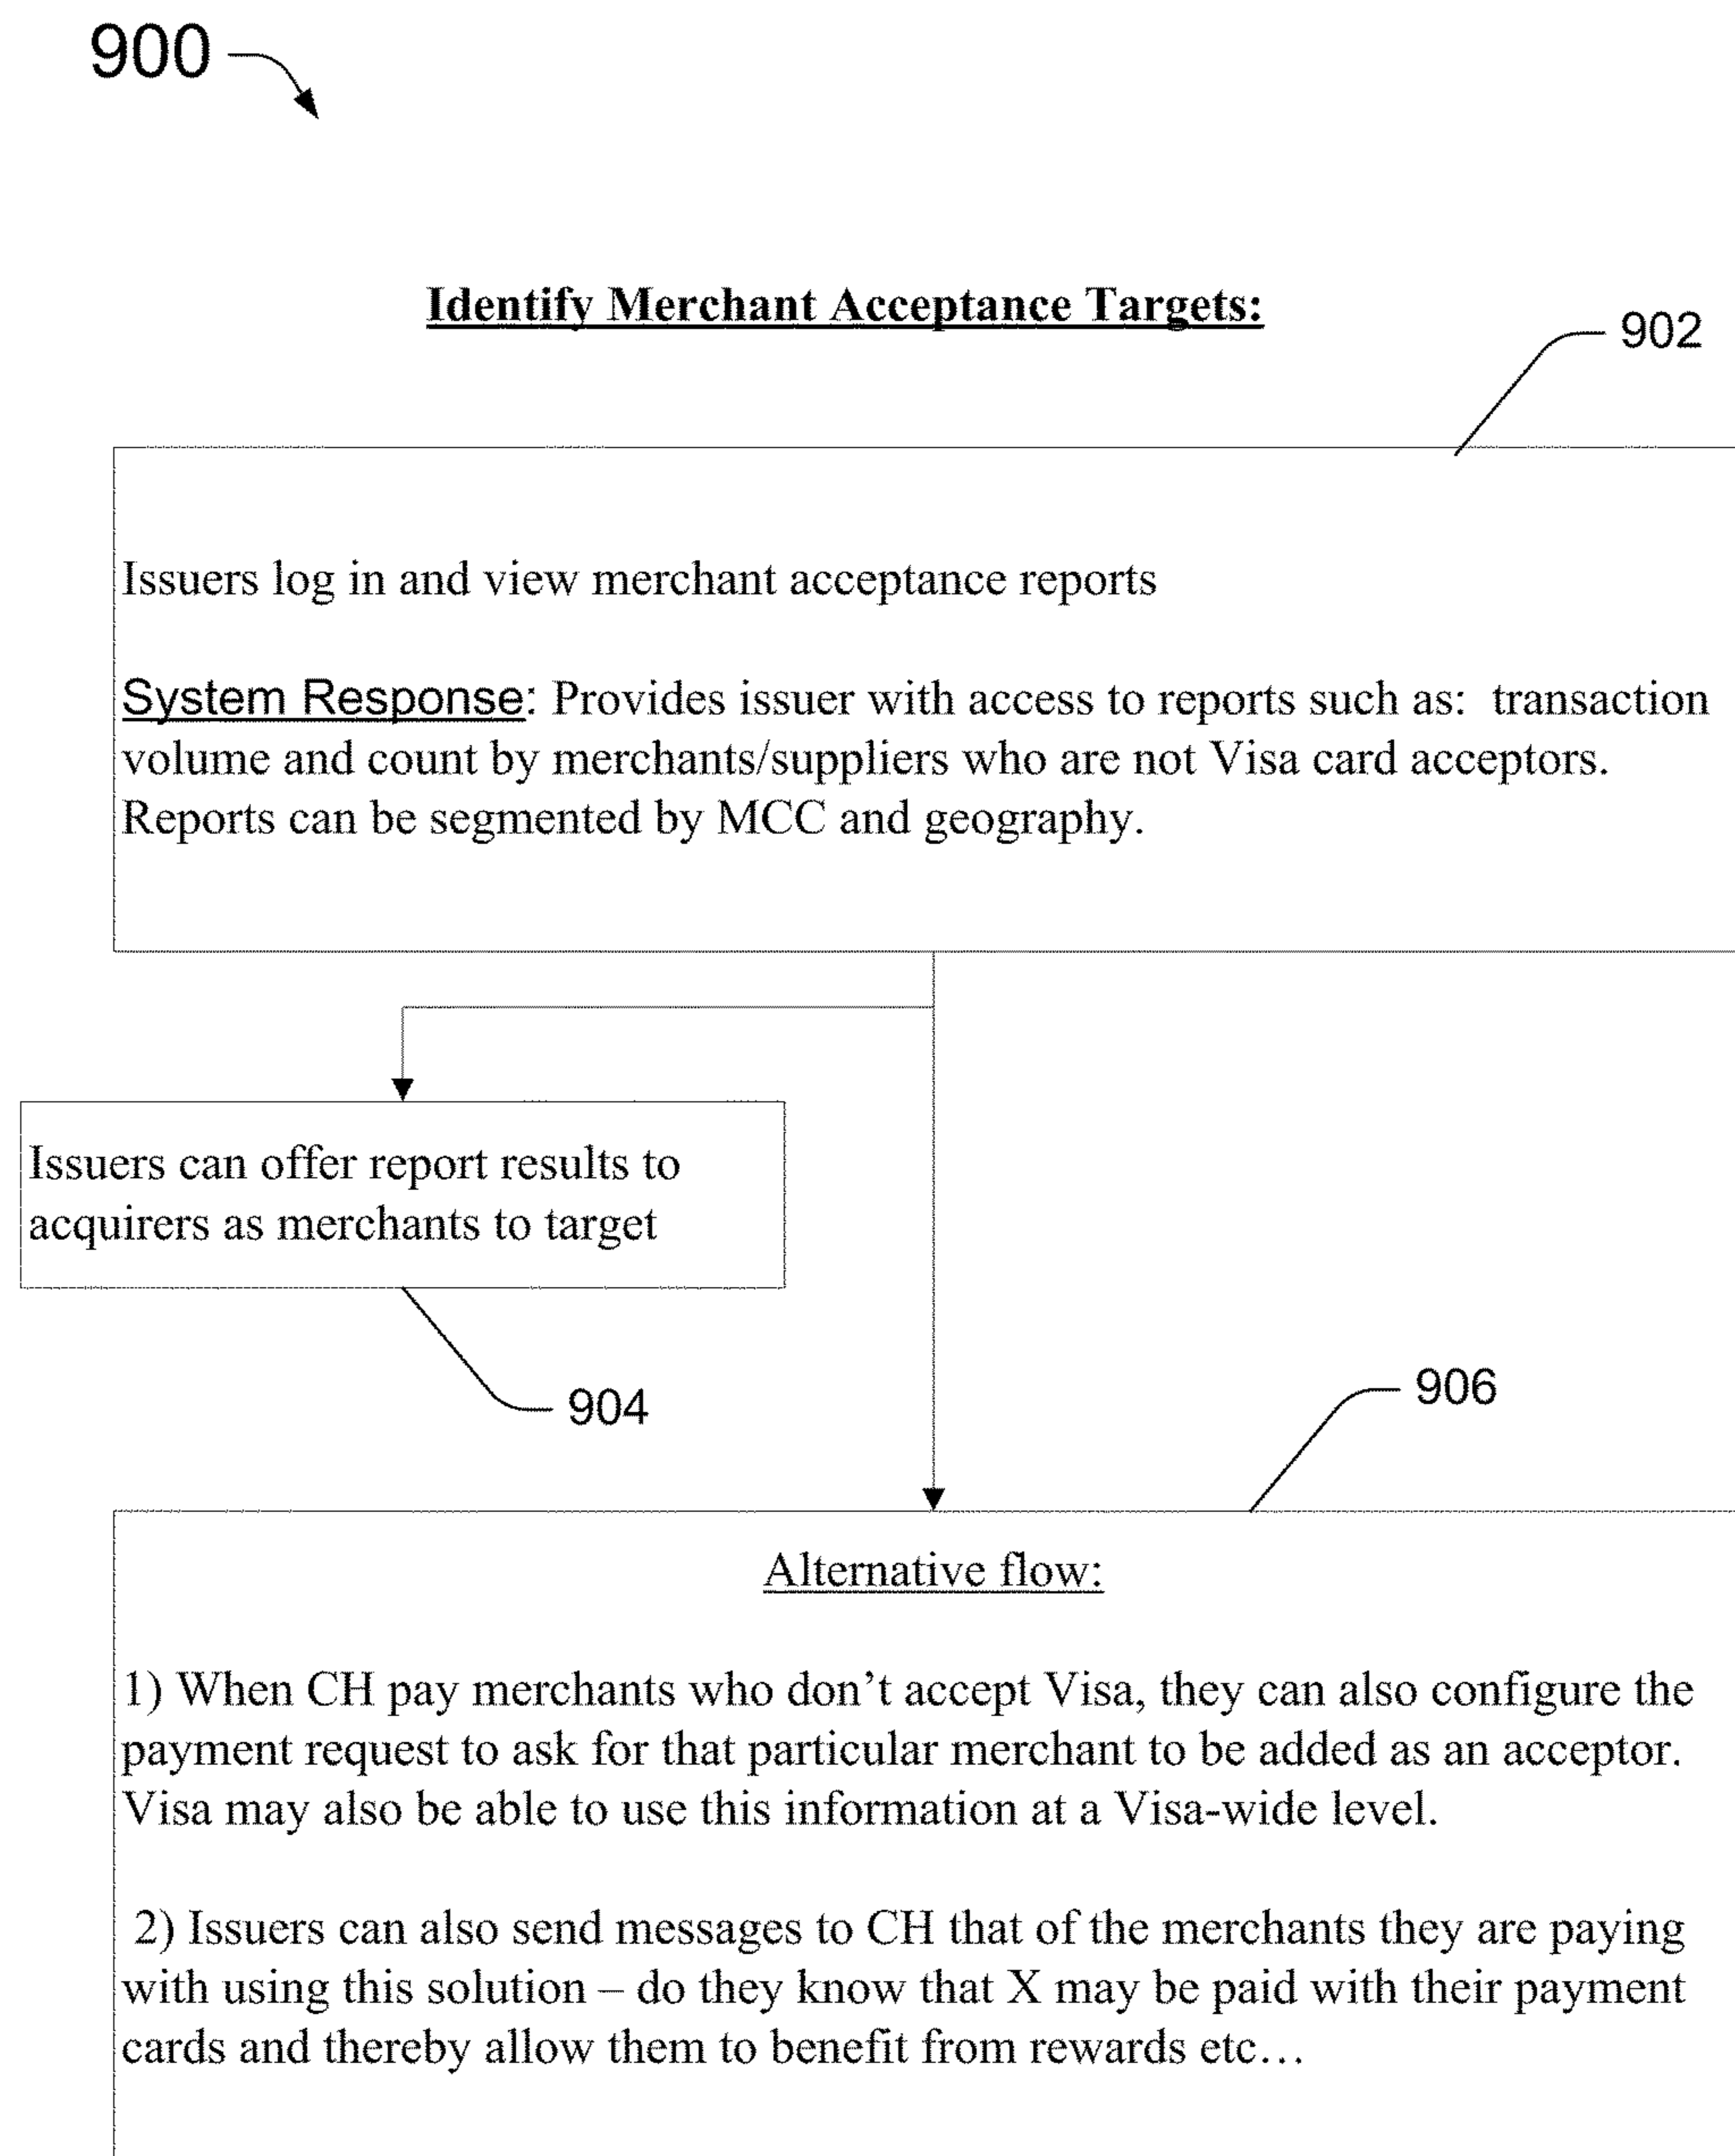 900
Identify Merchant Acceptance Targets:
902
Issuers log in and view merchant acceptance reports
System Response: Provides issuer with access to reports such as:  transaction
volume and count by merchants/suppliers who are not Visa card acceptors.
Reports can be segmented by MCC and geography.
Issuers can offer report results to
acquirers as merchants to target
904
906
Alternative flow:
1) When CH pay merchants who don’t accept Visa, they can also configure the
payment request to ask for that particular merchant to be added as an acceptor.
Visa may also be able to use this information at a Visa-wide level.
2) Issuers can also send messages to CH that of the merchants they are paying
with using this solution – do they know that X may be paid with their payment
cards and thereby allow them to benefit from rewards etc…